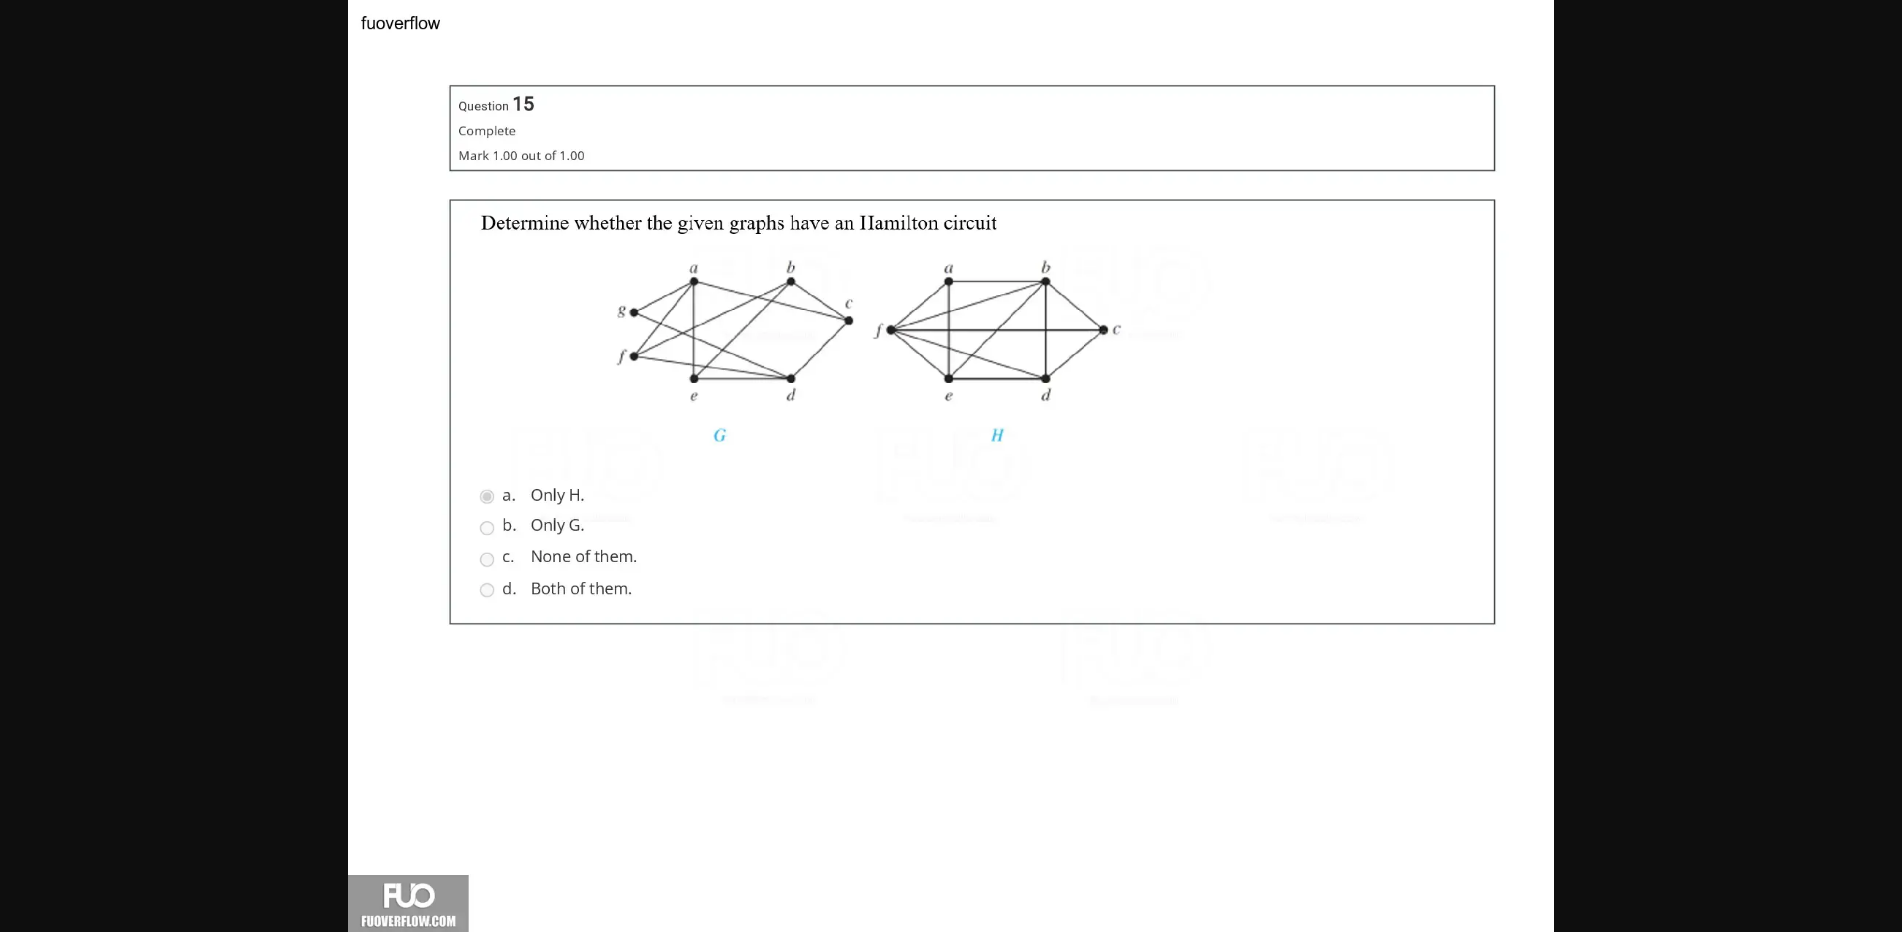 fuoverflow
Question 15
Complete
Mark 1.00 out of 1.00
Determine whether the given graphs have an Hamilton circuit
a b a b
g c
f f c
e d e d
G H
a. Only H.
b. Only G.
c. None of them.
d. Both of them.
FUO
FUOVERFLOW.COM